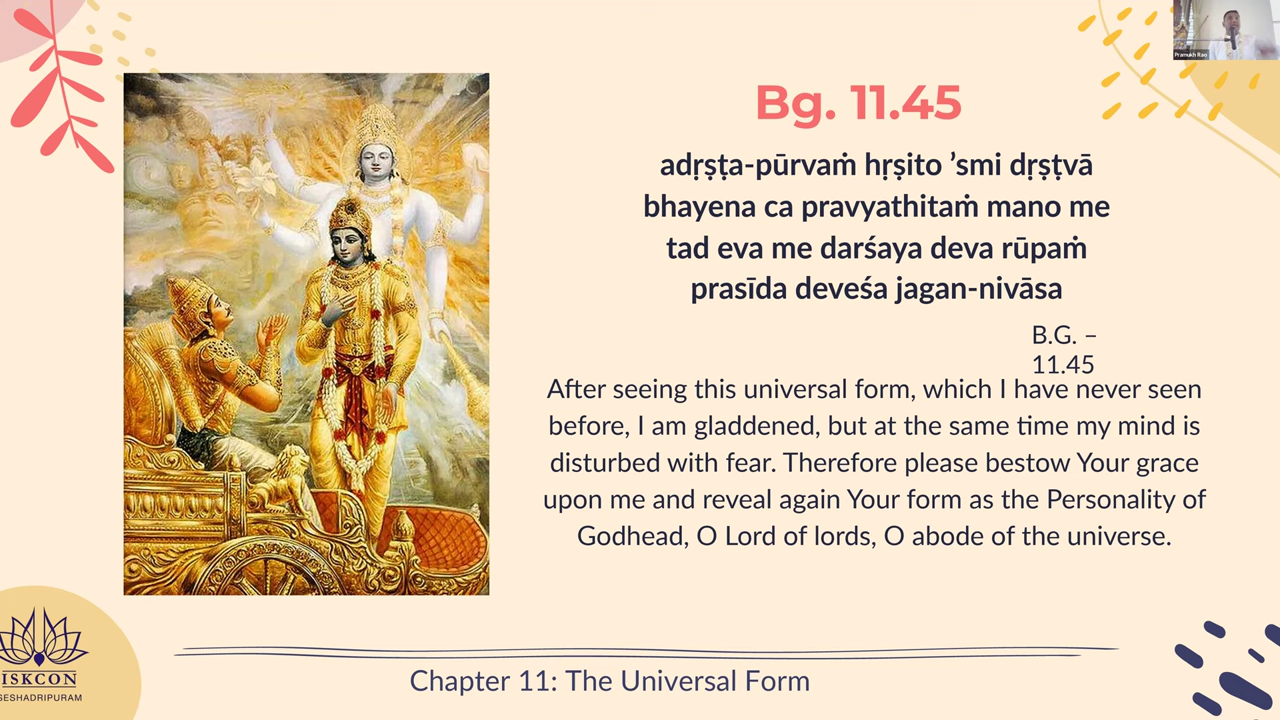 Pramukh Rao
Bg. 11.45
adṛṣṭa-pūrvaṁ hṛṣito ’smi dṛṣṭvā
bhayena ca pravyathitaṁ mano me
tad eva me darśaya deva rūpaṁ
prasīda deveśa jagan-nivāsa
B.G. –
11.45
After seeing this universal form, which I have never seen
before, I am gladdened, but at the same time my mind is
disturbed with fear. Therefore please bestow Your grace
upon me and reveal again Your form as the Personality of
Godhead, O Lord of lords, O abode of the universe.
ISKCON
SESHADRIPURAM
Chapter 11: The Universal Form